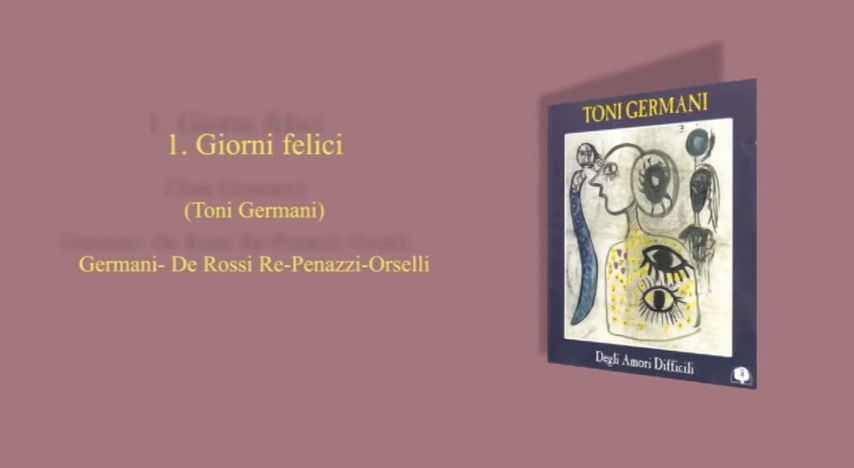 1. Giorni felici
(Toni Germani)
Germani- De Rossi Re-Penazzi-Orselli
TONI GERMANI
Degli Amori Difficili